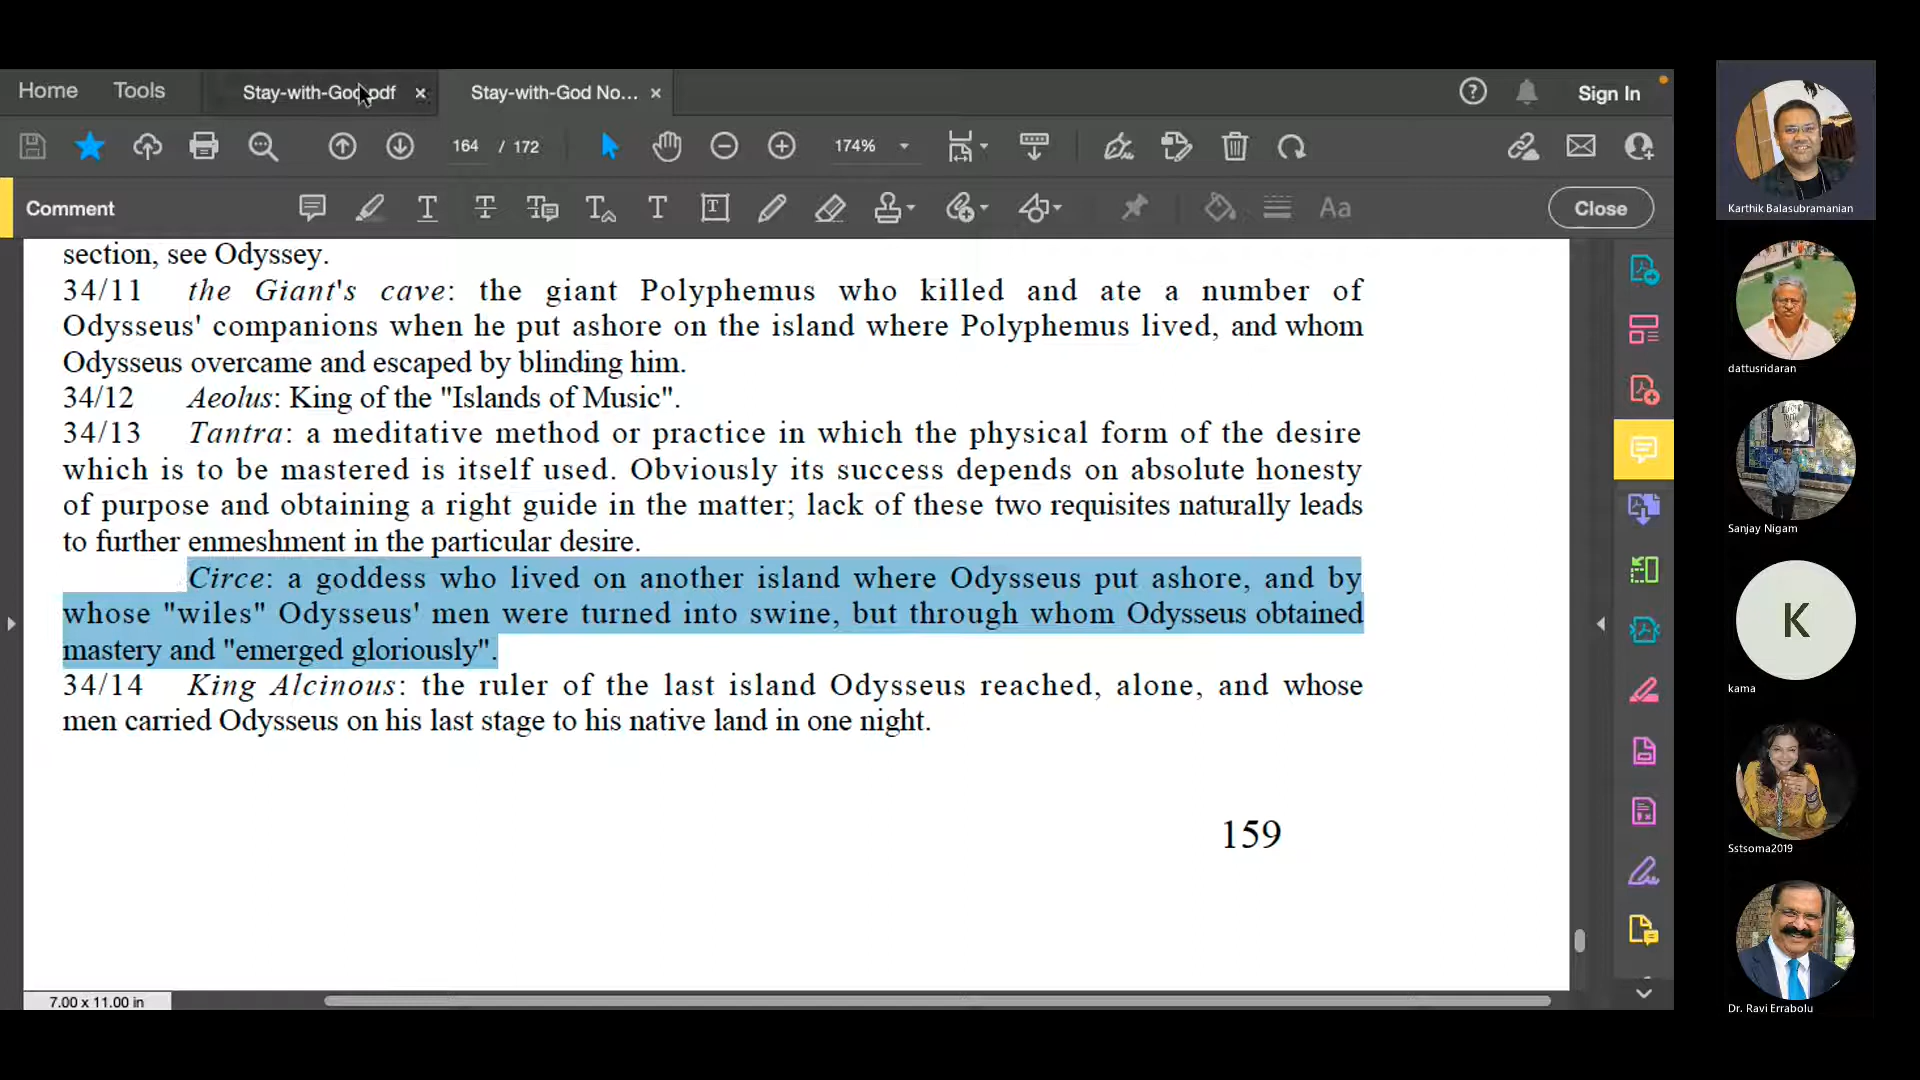 Home Tools Stay-with-God.pdf × Stay-with-God No... × Sign In
164 / 172 174%
Comment Close
section, see Odyssey.
34/11 the Giant's cave: the giant Polyphemus who killed and ate a number of
Odysseus' companions when he put ashore on the island where Polyphemus lived, and whom
Odysseus overcame and escaped by blinding him.
34/12 Aeolus: King of the "Islands of Music".
34/13 Tantra: a meditative method or practice in which the physical form of the desire
which is to be mastered is itself used. Obviously its success depends on absolute honesty
of purpose and obtaining a right guide in the matter; lack of these two requisites naturally leads
to further enmeshment in the particular desire.
Circe: a goddess who lived on another island where Odysseus put ashore, and by
whose "wiles" Odysseus' men were turned into swine, but through whom Odysseus obtained
mastery and "emerged gloriously".
34/14 King Alcinous: the ruler of the last island Odysseus reached, alone, and whose
men carried Odysseus on his last stage to his native land in one night.
159
7.00 x 11.00 in
Karthik Balasubramanian
dattusridaran
Sanjay Nigam
K
kama
Sstsoma2019
Dr. Ravi Errabolu